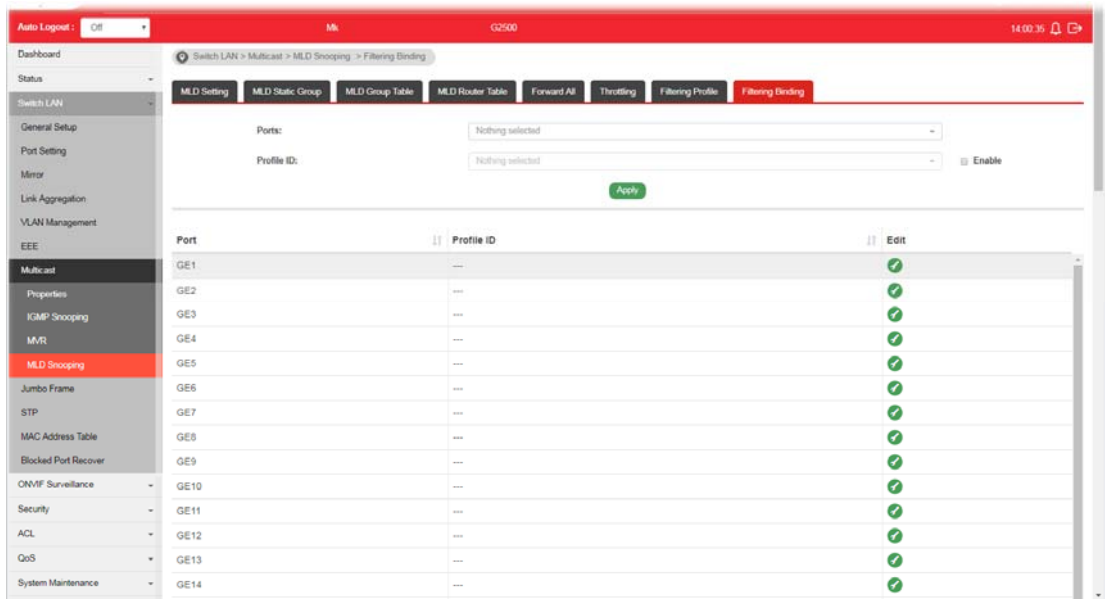 Auto Logout : Off Mk G2500 14:00:35
Dashboard
Status
Switch LAN
General Setup
Port Setting
Mirror
Link Aggregation
VLAN Management
EEE
Multicast
Properties
IGMP Snooping
MVR
MLD Snooping
Jumbo Frame
STP
MAC Address Table
Blocked Port Recover
ONVIF Surveillance
Security
ACL
QoS
System Maintenance
Switch LAN > Multicast > MLD Snooping > Filtering Binding
MLD Setting MLD Static Group MLD Group Table MLD Router Table Forward All Throttling Filtering Profile Filtering Binding
Ports: Nothing selected
Profile ID: Nothing selected Enable
Apply
Port Profile ID Edit
GE1 ---
GE2 ---
GE3 ---
GE4 ---
GE5 ---
GE6 ---
GE7 ---
GE8 ---
GE9 ---
GE10 ---
GE11 ---
GE12 ---
GE13 ---
GE14 ---